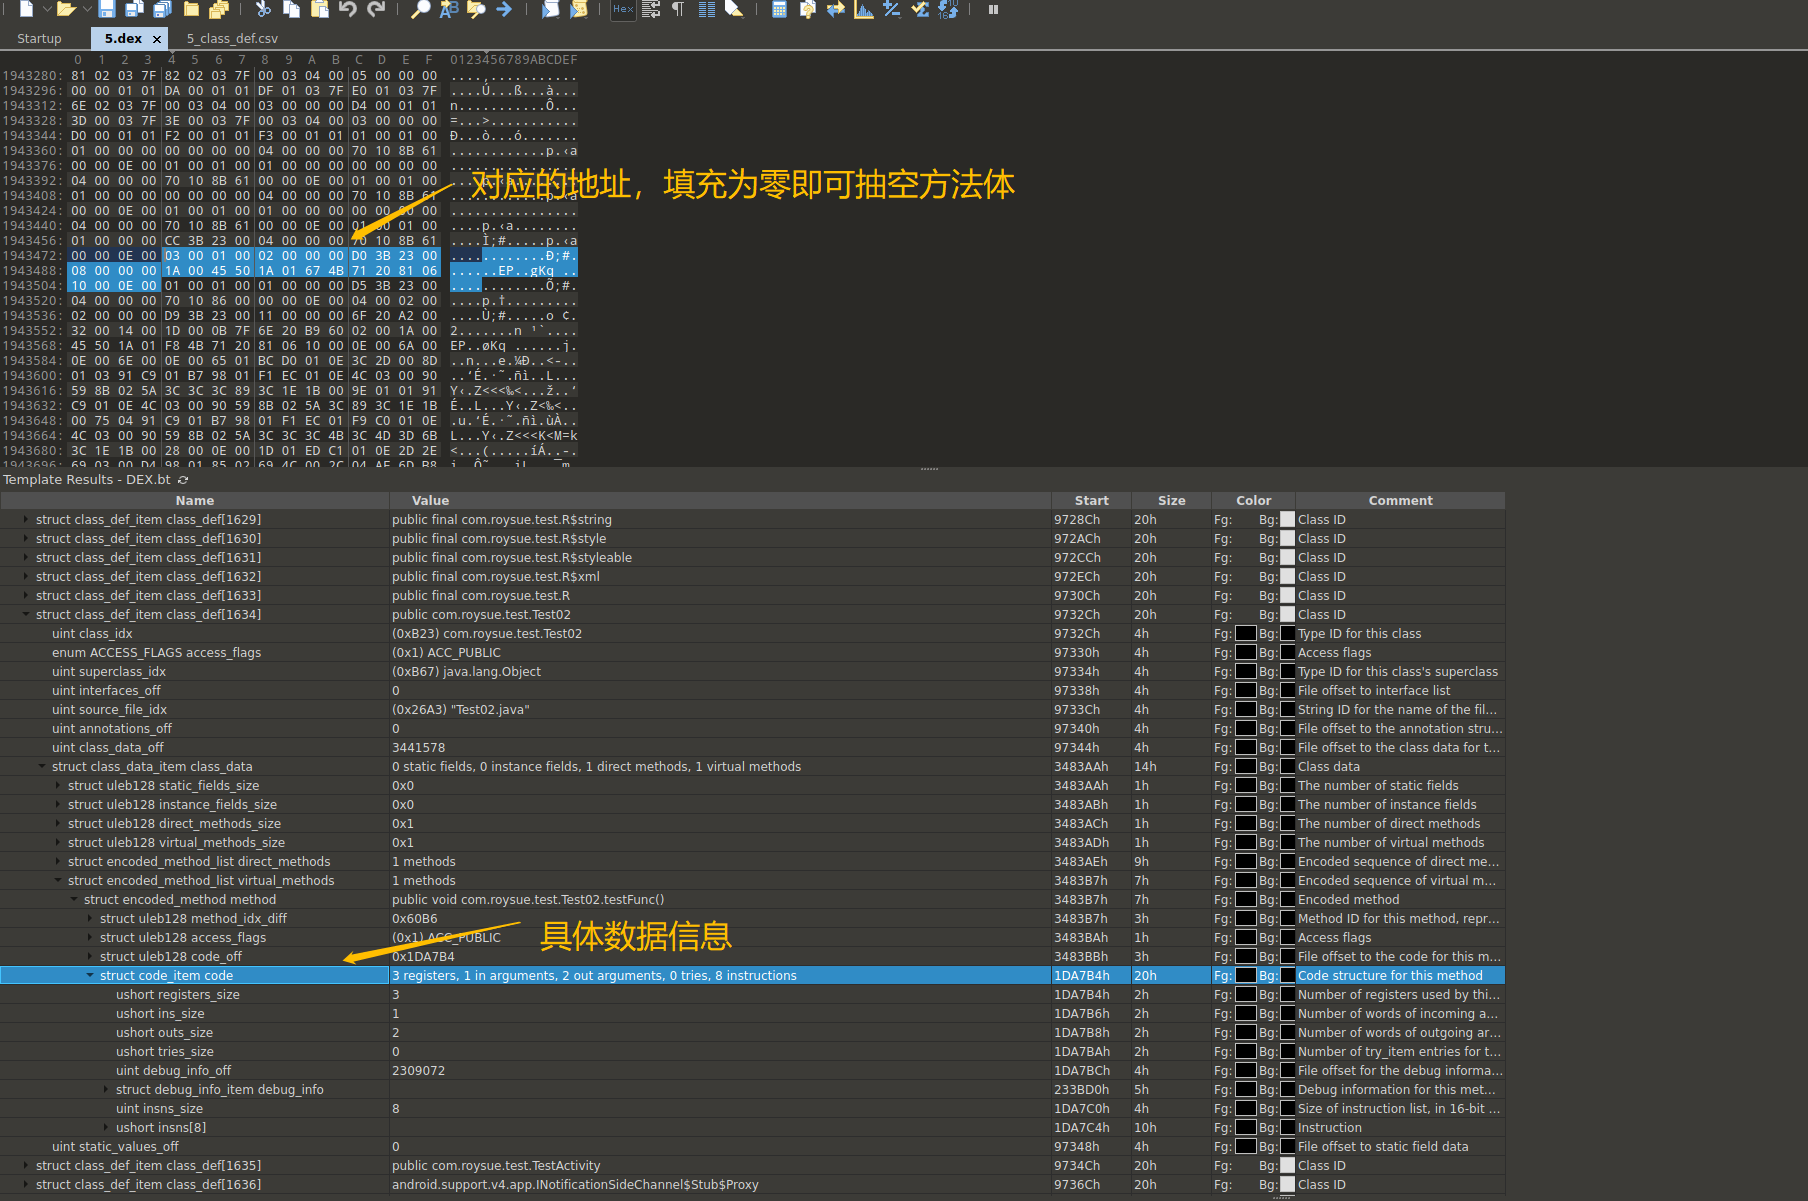 Startup 5.dex × 5_class_def.csv
0 1 2 3 4 5 6 7 8 9 A B C D E F 0123456789ABCDEF
1943280: 81 02 03 7F 82 02 03 7F 00 03 04 00 05 00 00 00
1943296: 00 00 01 01 DA 00 01 01 DF 01 03 7F E0 01 03 7F ....Ú...ß...à...
1943312: 6E 02 03 7F 00 03 04 00 03 00 00 00 D4 00 01 01 n...........Ô...
1943328: 3D 00 03 7F 3E 00 03 7F 00 03 04 00 03 00 00 00 =...>...........
1943344: D0 00 01 01 F2 00 01 01 F3 00 01 01 01 00 01 00 Ð...ò...ó.......
1943360: 01 00 00 00 00 00 00 00 04 00 00 00 70 10 8B 61 ............p.‹a
1943376: 00 00 0E 00 01 00 01 00 01 00 00 00 00 00 00 00 ................
1943392: 04 00 00 00 70 10 8B 61 00 00 0E 00 01 00 01 00
对应的地址，填充为零即可抽空方法体
1943408: 01 00 00 00 00 00 00 00 04 00 00 00 70 10 8B 61
1943424: 00 00 0E 00 01 00 01 00 01 00 00 00 00 00 00 00 ................
1943440: 04 00 00 00 70 10 8B 61 00 00 0E 00 01 00 01 00 ....p.‹a........
1943456: 01 00 00 00 CC 3B 23 00 04 00 00 00 70 10 8B 61 ....Ì;#.....p.‹a
1943472: 00 00 0E 00 03 00 01 00 02 00 00 00 D0 3B 23 00 ............Ð;#.
1943488: 08 00 00 00 1A 00 45 50 1A 01 67 4B 71 20 81 06 ......EP..gKq ..
1943504: 10 00 0E 00 01 00 01 00 01 00 00 00 D5 3B 23 00 ............Õ;#.
1943520: 04 00 00 00 70 10 86 00 00 00 0E 00 04 00 02 00 ....p.†.........
1943536: 02 00 00 00 D9 3B 23 00 11 00 00 00 6F 20 A2 00 ....Ù;#.....o ¢.
1943552: 32 00 14 00 1D 00 0B 7F 6E 20 B9 60 02 00 1A 00 2.......n ¹`....
1943568: 45 50 1A 01 F8 4B 71 20 81 06 10 00 0E 00 6A 00 EP..øKq ......j.
1943584: 0E 00 6E 00 0E 00 65 01 BC D0 01 0E 3C 2D 00 8D ..n...e.¼Ð..<-..
1943600: 01 03 91 C9 01 B7 98 01 F1 EC 01 0E 4C 03 00 90 ..‘É.·˜.ñì..L...
1943616: 59 8B 02 5A 3C 3C 3C 89 3C 1E 1B 00 9E 01 01 91 Y‹.Z<<<‰<...ž..‘
1943632: C9 01 0E 4C 03 00 90 59 8B 02 5A 3C 89 3C 1E 1B É..L...Y‹.Z<‰<..
1943648: 00 75 04 91 C9 01 B7 98 01 F1 EC 01 F9 C0 01 0E .u.‘É.·˜.ñì.ùÀ..
1943664: 4C 03 00 90 59 8B 02 5A 3C 3C 3C 4B 3C 4D 3D 6B L...Y‹.Z<<<K<M=k
1943680: 3C 1E 1B 00 28 00 0E 00 1D 01 ED C1 01 0E 2D 2E <...(.....íÁ..-.
1943696: 69 03 00 D4 98 01 85 02 69 4C 00 2C 04 AF 6D B8
Template Results - DEX.bt
Name Value Start Size Color Comment
struct class_def_item class_def[1629] public final com.roysue.test.R$string 9728Ch 20h Fg: Bg: Class ID
struct class_def_item class_def[1630] public final com.roysue.test.R$style 972ACh 20h Fg: Bg: Class ID
struct class_def_item class_def[1631] public final com.roysue.test.R$styleable 972CCh 20h Fg: Bg: Class ID
struct class_def_item class_def[1632] public final com.roysue.test.R$xml 972ECh 20h Fg: Bg: Class ID
struct class_def_item class_def[1633] public final com.roysue.test.R 9730Ch 20h Fg: Bg: Class ID
struct class_def_item class_def[1634] public com.roysue.test.Test02 9732Ch 20h Fg: Bg: Class ID
uint class_idx (0xB23) com.roysue.test.Test02 9732Ch 4h Fg: Bg: Type ID for this class
enum ACCESS_FLAGS access_flags (0x1) ACC_PUBLIC 97330h 4h Fg: Bg: Access flags
uint superclass_idx (0xB67) java.lang.Object 97334h 4h Fg: Bg: Type ID for this class's superclass
uint interfaces_off 0 97338h 4h Fg: Bg: File offset to interface list
uint source_file_idx (0x26A3) "Test02.java" 9733Ch 4h Fg: Bg: String ID for the name of the fil...
uint annotations_off 0 97340h 4h Fg: Bg: File offset to the annotation stru...
uint class_data_off 3441578 97344h 4h Fg: Bg: File offset to the class data for t...
struct class_data_item class_data 0 static fields, 0 instance fields, 1 direct methods, 1 virtual methods 3483AAh 14h Fg: Bg: Class data
struct uleb128 static_fields_size 0x0 3483AAh 1h Fg: Bg: The number of static fields
struct uleb128 instance_fields_size 0x0 3483ABh 1h Fg: Bg: The number of instance fields
struct uleb128 direct_methods_size 0x1 3483ACh 1h Fg: Bg: The number of direct methods
struct uleb128 virtual_methods_size 0x1 3483ADh 1h Fg: Bg: The number of virtual methods
struct encoded_method_list direct_methods 1 methods 3483AEh 9h Fg: Bg: Encoded sequence of direct me...
struct encoded_method_list virtual_methods 1 methods 3483B7h 7h Fg: Bg: Encoded sequence of virtual m...
struct encoded_method method public void com.roysue.test.Test02.testFunc() 3483B7h 7h Fg: Bg: Encoded method
struct uleb128 method_idx_diff 0x60B6 3483B7h 3h Fg: Bg: Method ID for this method, repr...
struct uleb128 access_flags (0x1) ACC_PUBLIC 3483BAh 1h Fg: Bg: Access flags
具体数据信息
struct uleb128 code_off 0x1DA7B4 3483BBh 3h Fg: Bg: File offset to the code for this m...
struct code_item code 3 registers, 1 in arguments, 2 out arguments, 0 tries, 8 instructions 1DA7B4h 20h Fg: Bg: Code structure for this method
ushort registers_size 3 1DA7B4h 2h Fg: Bg: Number of registers used by thi...
ushort ins_size 1 1DA7B6h 2h Fg: Bg: Number of words of incoming a...
ushort outs_size 2 1DA7B8h 2h Fg: Bg: Number of words of outgoing ar...
ushort tries_size 0 1DA7BAh 2h Fg: Bg: Number of try_item entries for t...
uint debug_info_off 2309072 1DA7BCh 4h Fg: Bg: File offset for the debug informa...
struct debug_info_item debug_info 233BD0h 5h Fg: Bg: Debug information for this met...
uint insns_size 8 1DA7C0h 4h Fg: Bg: Size of instruction list, in 16-bit ...
ushort insns[8] 1DA7C4h 10h Fg: Bg: Instruction
uint static_values_off 0 97348h 4h Fg: Bg: File offset to static field data
struct class_def_item class_def[1635] public com.roysue.test.TestActivity 9734Ch 20h Fg: Bg: Class ID
struct class_def_item class_def[1636] android.support.v4.app.INotificationSideChannel$Stub$Proxy 9736Ch 20h Fg: Bg: Class ID